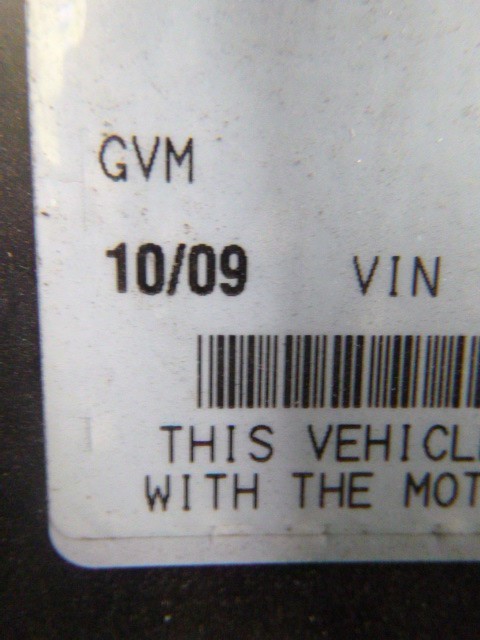 GVM
10/09 VIN
THIS VEHICL
WITH THE MOT